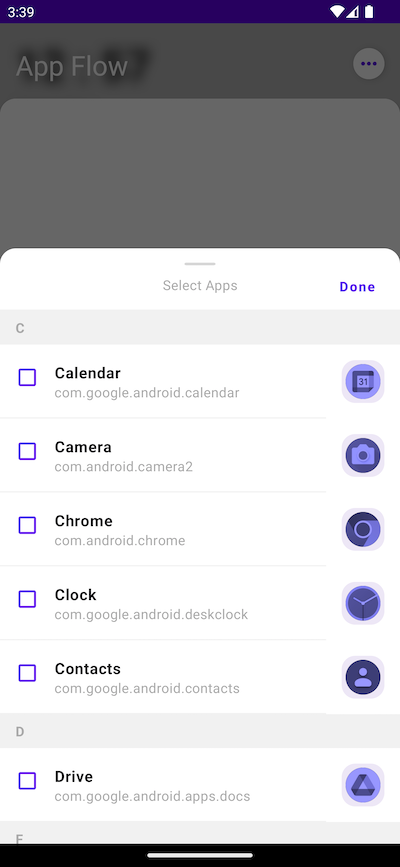 3:39
App Flow
Select Apps
Done
C
Calendar
com.google.android.calendar
31
Camera
com.android.camera2
Chrome
com.android.chrome
Clock
com.google.android.deskclock
Contacts
com.google.android.contacts
D
Drive
com.google.android.apps.docs